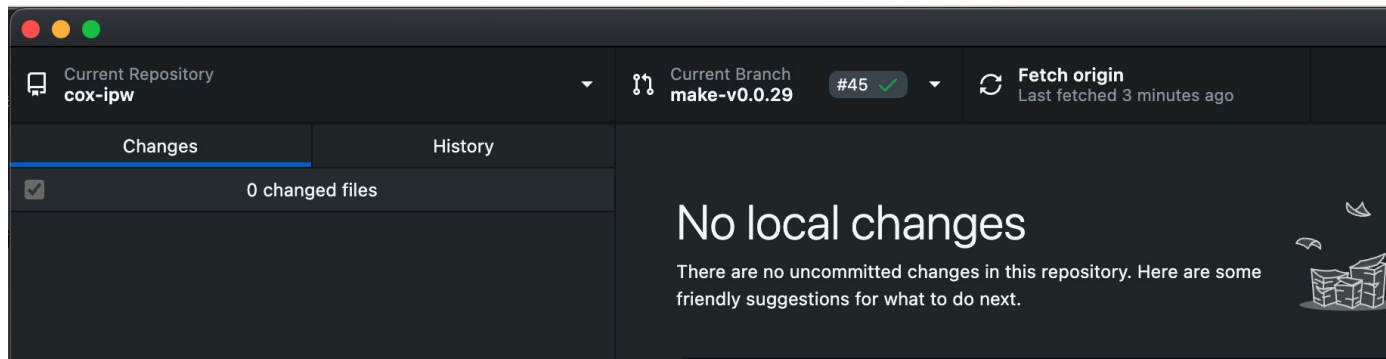 Current Repository
cox-ipw
Current Branch
make-v0.0.29
#45
Fetch origin
Last fetched 3 minutes ago
Changes
History
0 changed files
No local changes
There are no uncommitted changes in this repository. Here are some
friendly suggestions for what to do next.